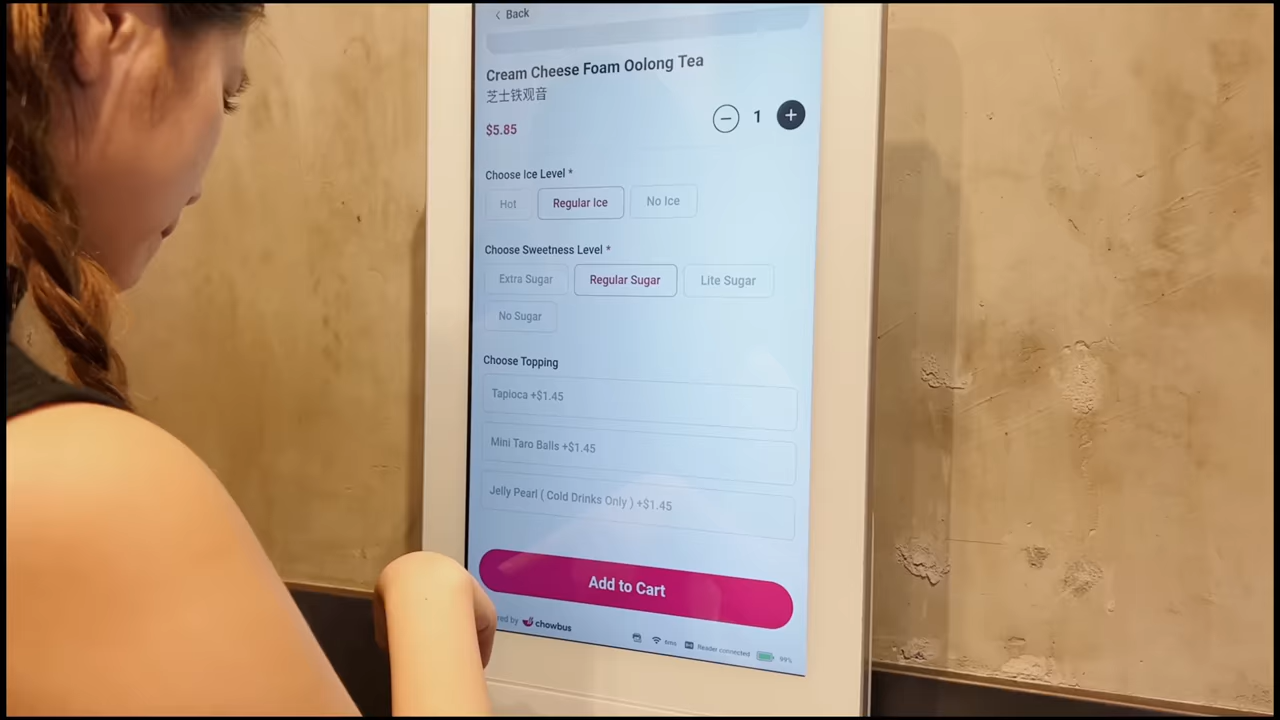 Back
Cream Cheese Foam Oolong Tea
芝士铁观音
$5.85
1
Choose Ice Level *
Hot
Regular Ice
No Ice
Choose Sweetness Level *
Extra Sugar
Regular Sugar
Lite Sugar
No Sugar
Choose Topping
Tapioca +$1.45
Mini Taro Balls +$1.45
Jelly Pearl ( Cold Drinks Only ) +$1.45
Add to Cart
by chowbus
Reader connected
99%